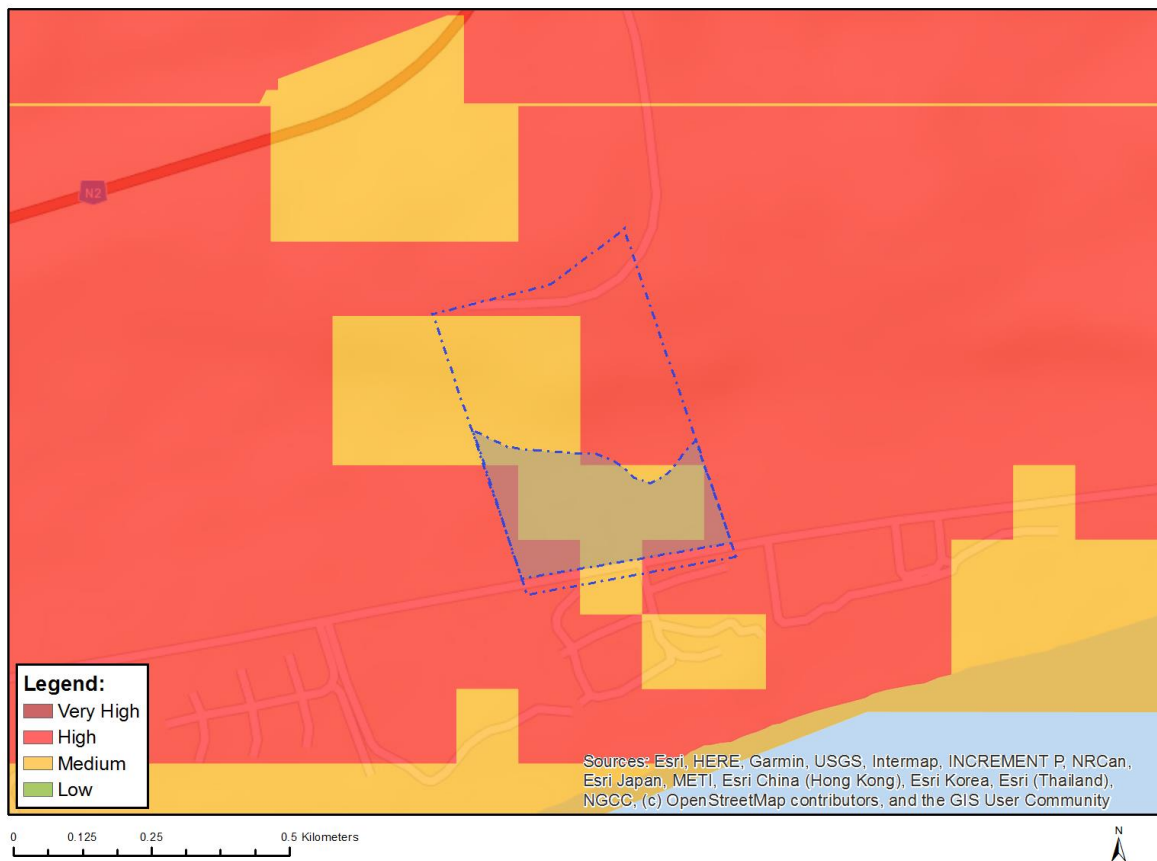 N2
Legend:
Very High
High
Medium
Low
Sources: Esri, HERE, Garmin, USGS, Intermap, INCREMENT P, NRCan,
Esri Japan, METI, Esri China (Hong Kong), Esri Korea, Esri (Thailand),
NGCC, (c) OpenStreetMap contributors, and the GIS User Community
0 0.125 0.25 0.5 Kilometers
N